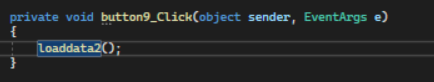 private void button9_Click(object sender, EventArgs e)
{
loaddata2();
}